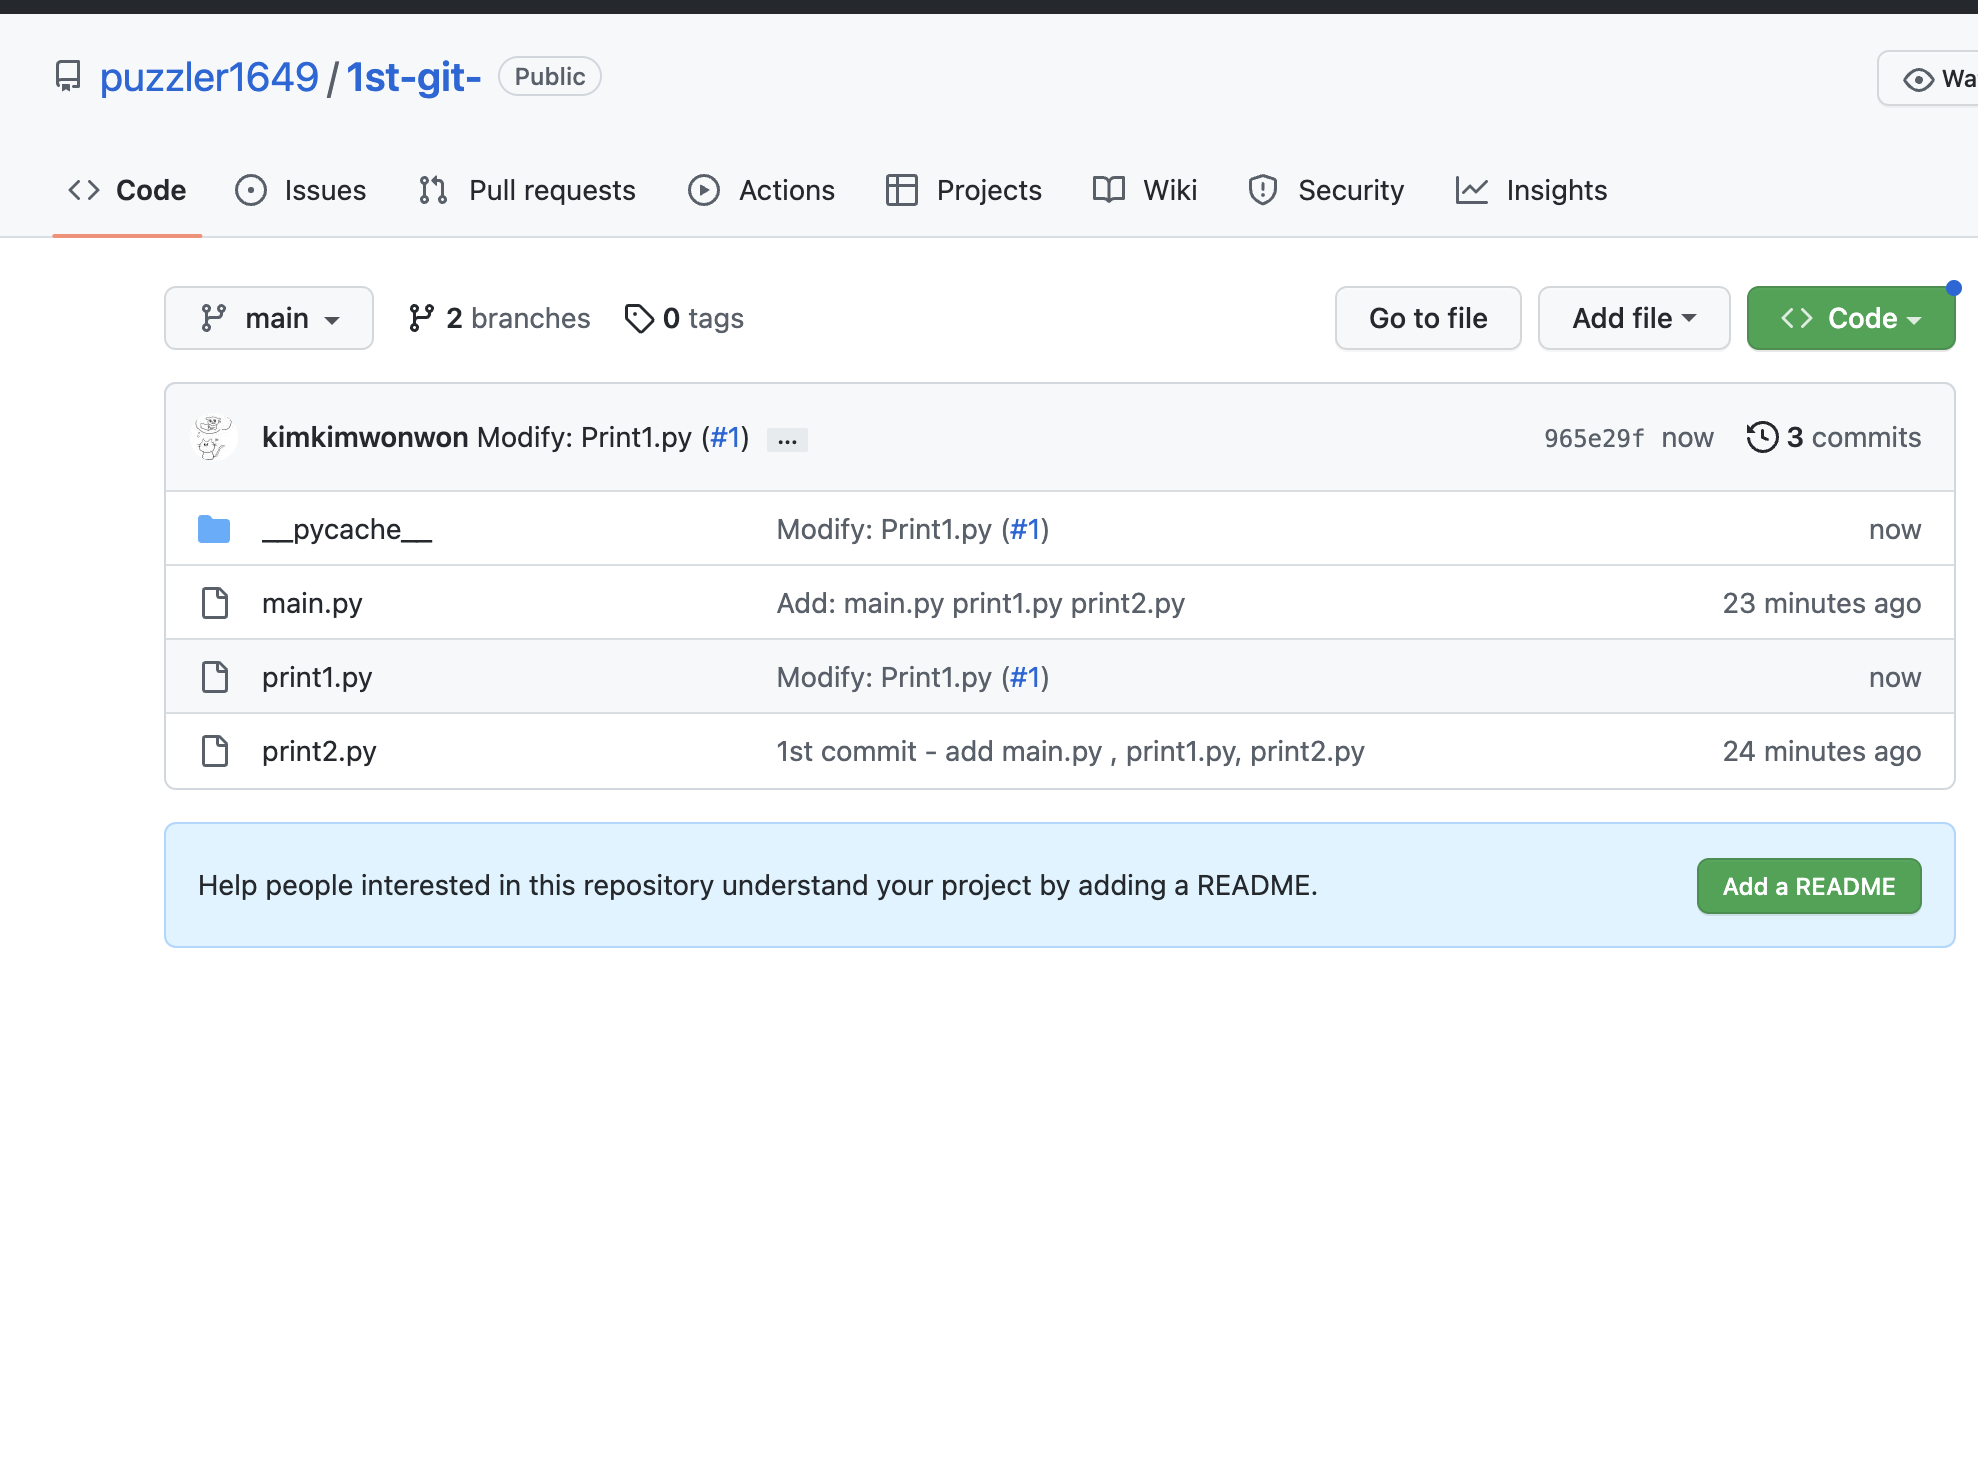 puzzler1649 / 1st-git- Public
Wa
Code Issues Pull requests Actions Projects Wiki Security Insights
main 2 branches 0 tags Go to file Add file Code
kimkimwonwon Modify: Print1.py (#1) ... 965e29f now 3 commits
__pycache__ Modify: Print1.py (#1) now
main.py Add: main.py print1.py print2.py 23 minutes ago
print1.py Modify: Print1.py (#1) now
print2.py 1st commit - add main.py , print1.py, print2.py 24 minutes ago
Help people interested in this repository understand your project by adding a README. Add a README